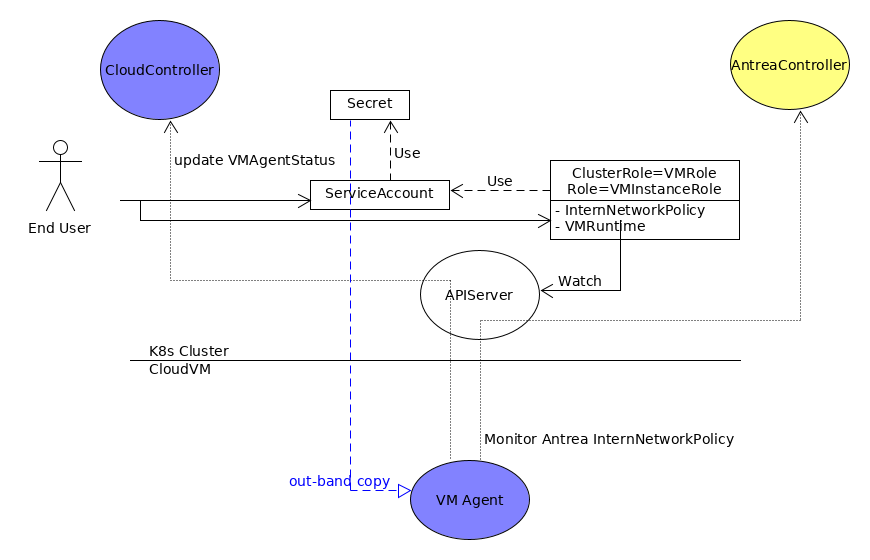 CloudController
AntreaController
Secret
update VMAgentStatus
Use
ClusterRole=VMRole
Role=VMInstanceRole
Use
ServiceAccount
- InternNetworkPolicy
- VMRuntime
End User
Watch
APIServer
K8s Cluster
CloudVM
Monitor Antrea InternNetworkPolicy
out-band copy
VM Agent